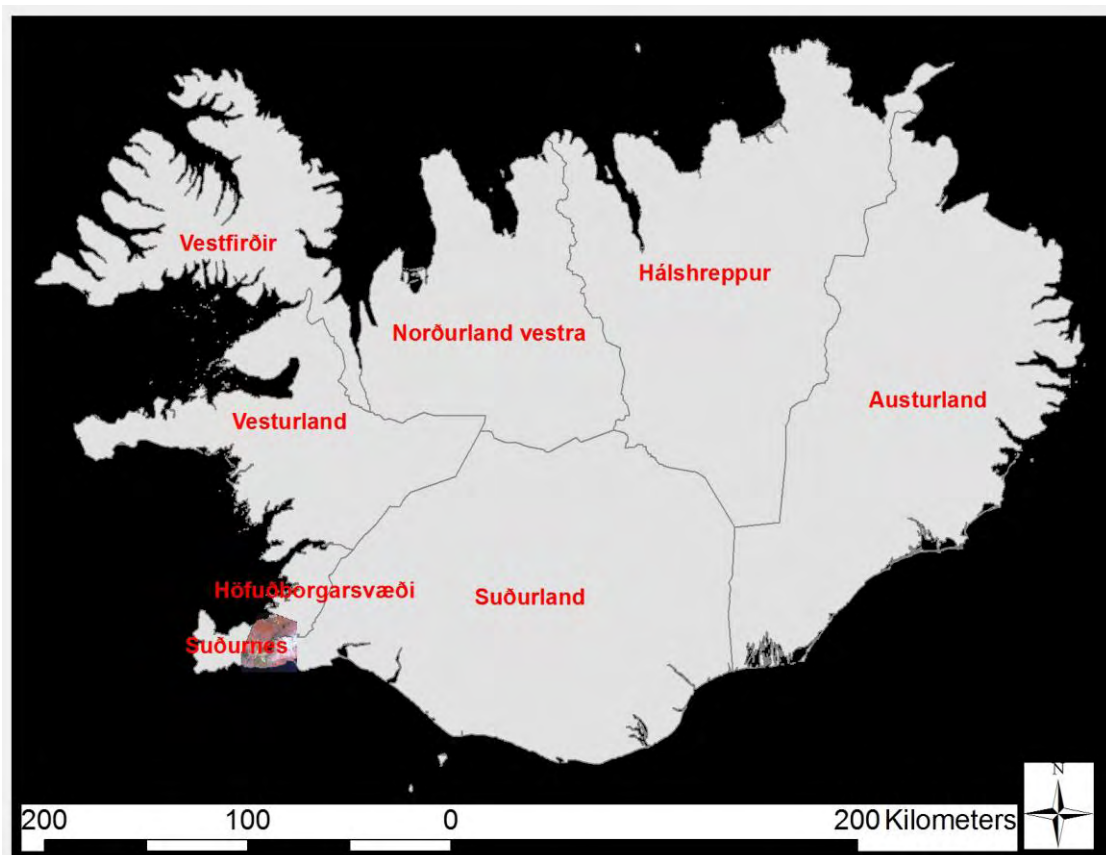 Vestfirðir
Hálshreppur
Norðurland vestra
Austurland
Vesturland
Höfuðborgarsvæði
Suðurland
Suðurnes
N
200 100 0 200 Kilometers